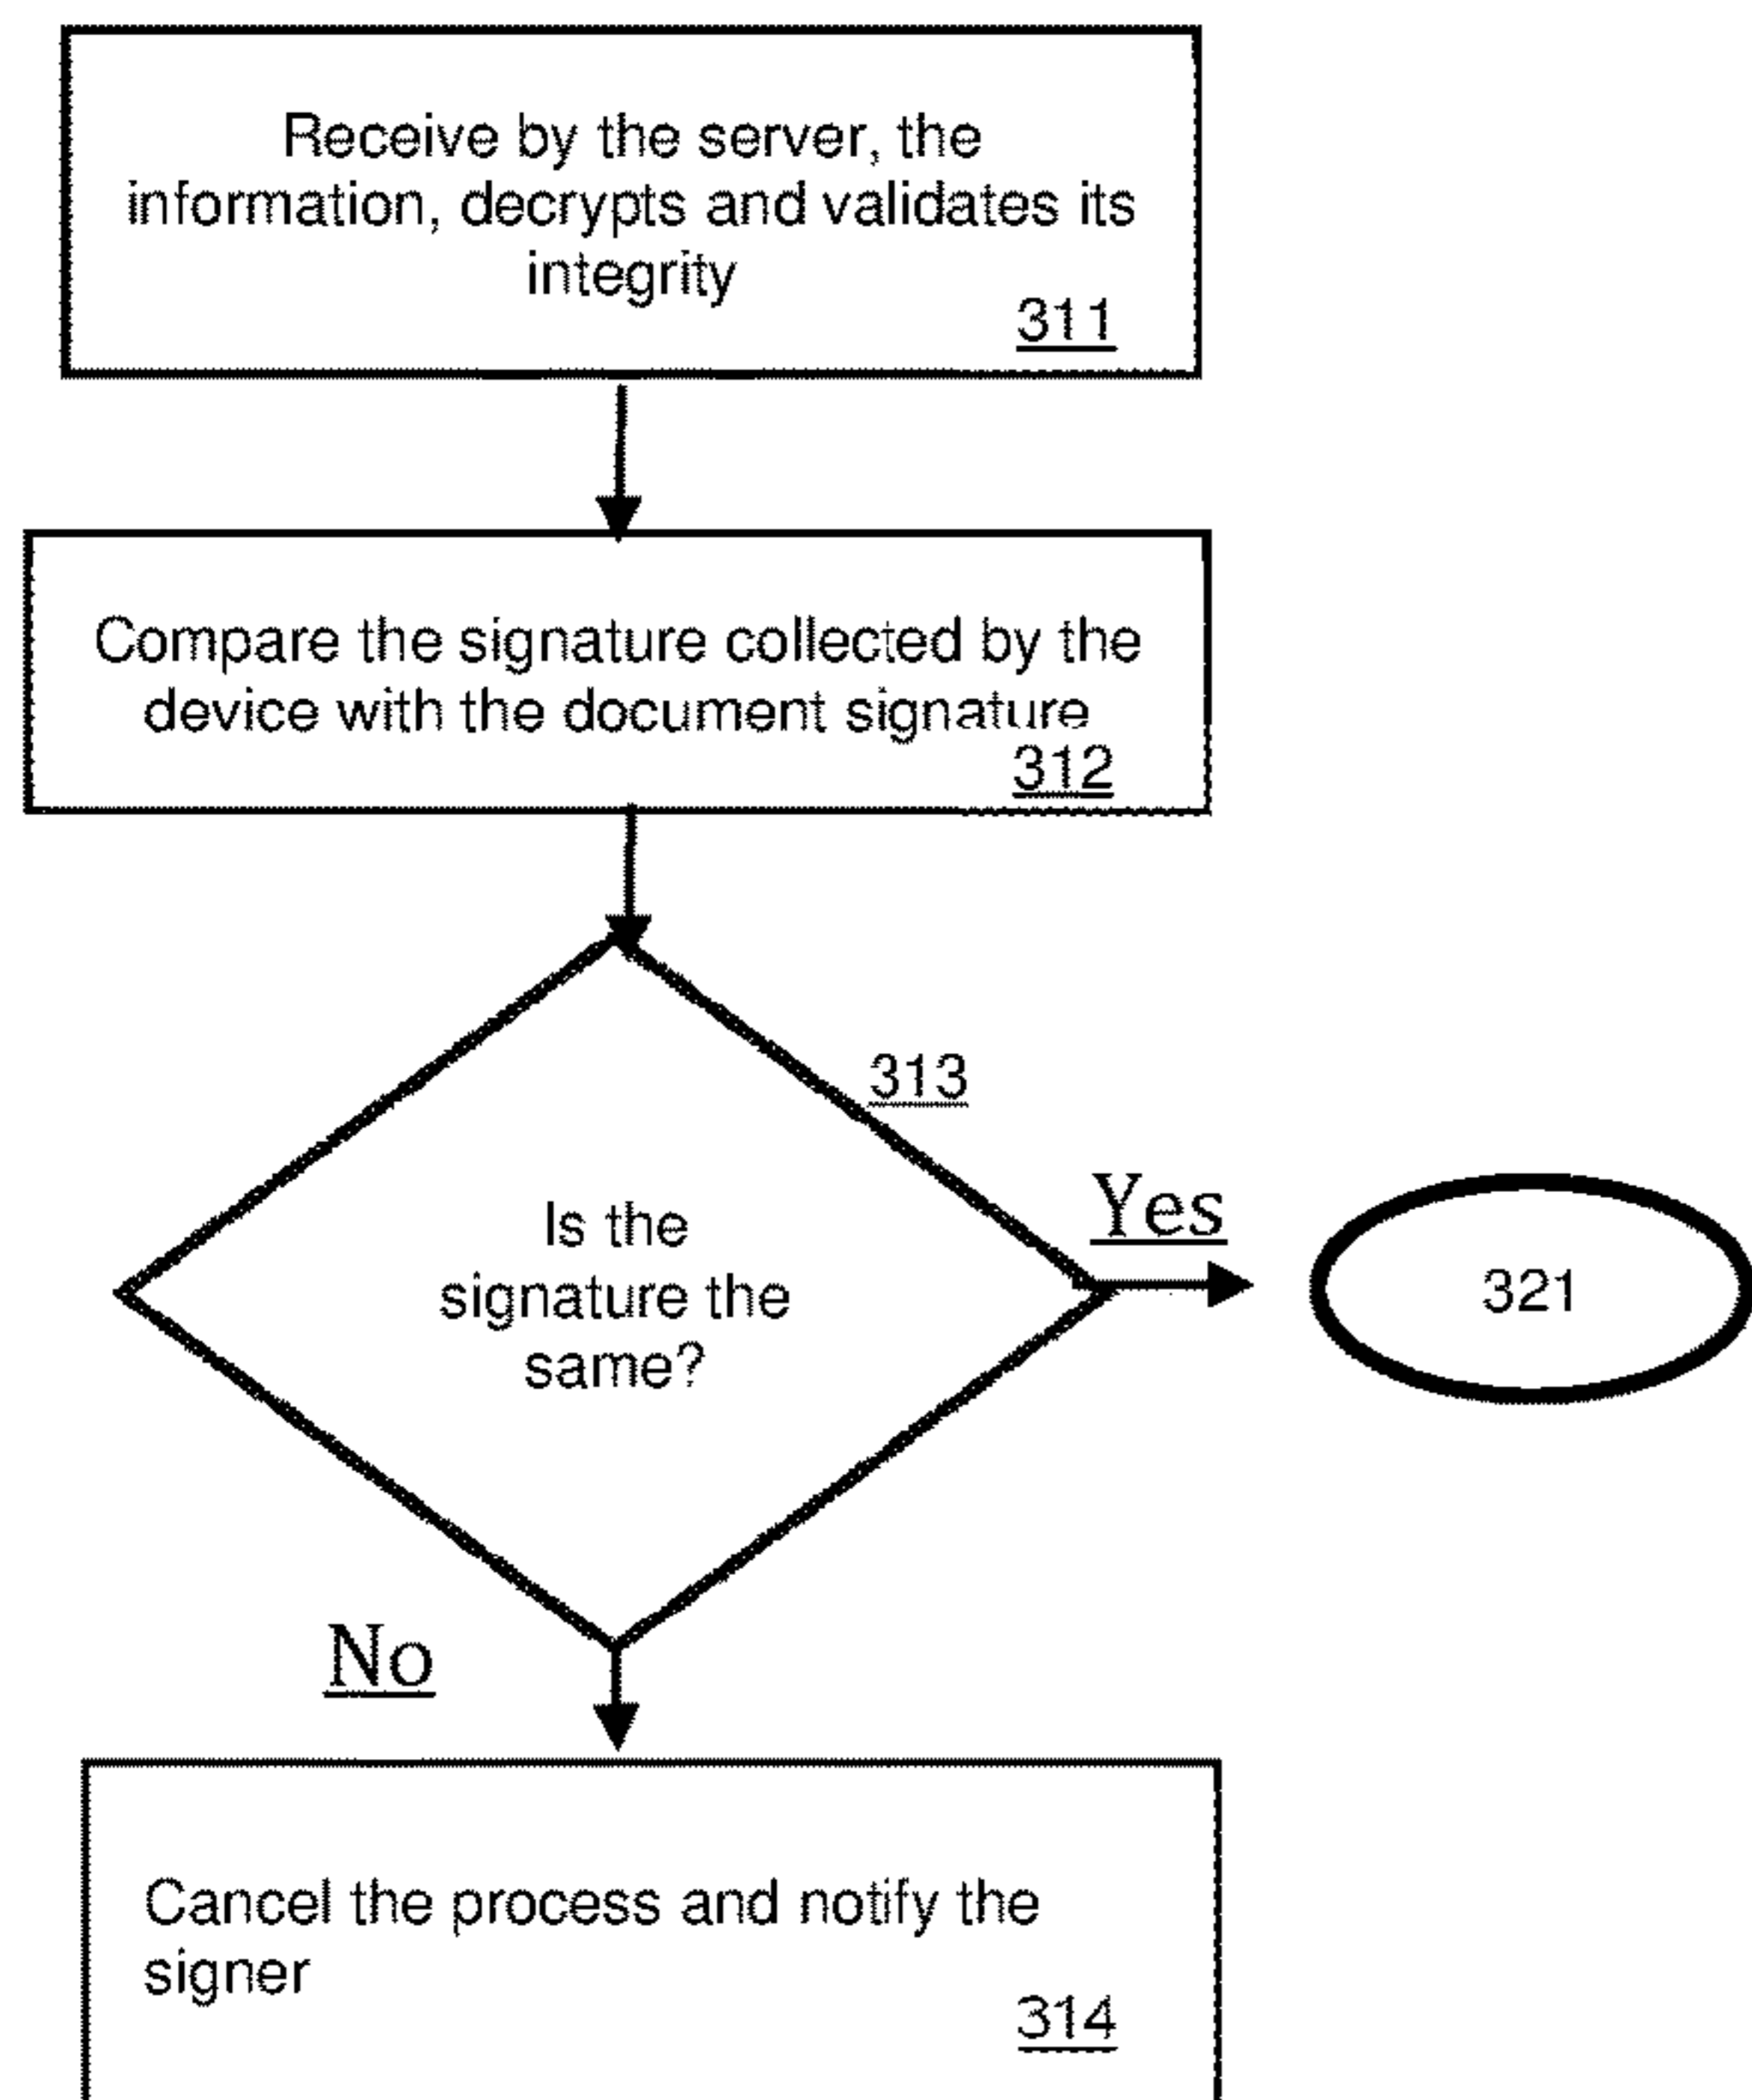 Receive by the server, the
information, decrypts and validates its
integrity
311
Compare the signature collected by the
device with the document signature
312
313
Is the
signature the
same?
Yes
321
No
Cancel the process and notify the
signer
314